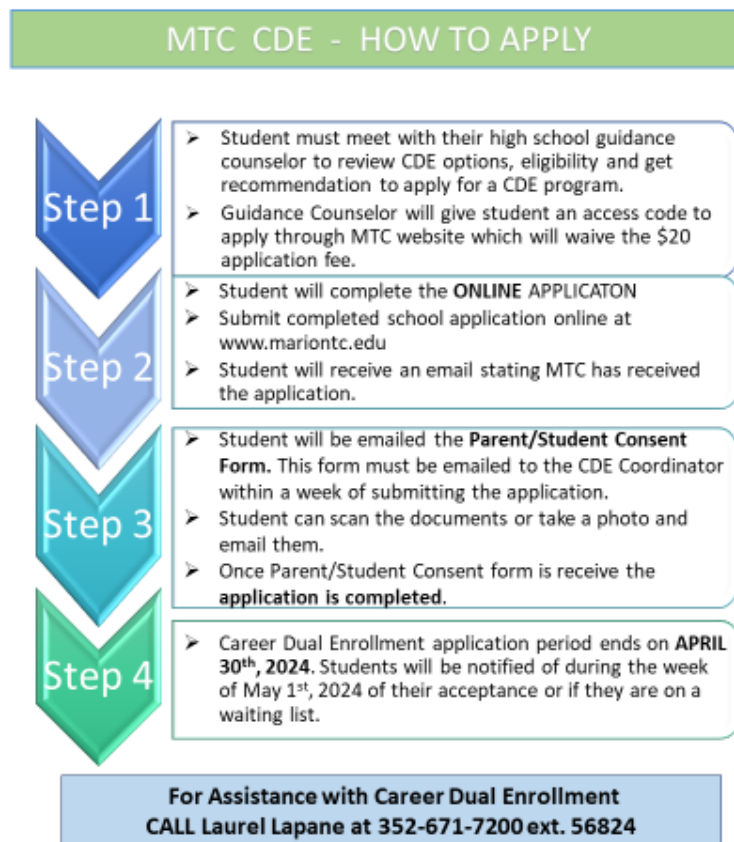 MTC CDE - HOW TO APPLY
Step 1
➢ Student must meet with their high school guidance
counselor to review CDE options, eligibility and get
recommendation to apply for a CDE program.
➢ Guidance Counselor will give student an access code to
apply through MTC website which will waive the $20
application fee.
Step 2
➢ Student will complete the ONLINE APPLICATON
➢ Submit completed school application online at
www.mariontc.edu
➢ Student will receive an email stating MTC has received
the application.
Step 3
➢ Student will be emailed the Parent/Student Consent
Form. This form must be emailed to the CDE Coordinator
within a week of submitting the application.
➢ Student can scan the documents or take a photo and
email them.
➢ Once Parent/Student Consent form is receive the
application is completed.
Step 4
➢ Career Dual Enrollment application period ends on APRIL
30th, 2024. Students will be notified of during the week
of May 1st, 2024 of their acceptance or if they are on a
waiting list.
For Assistance with Career Dual Enrollment
CALL Laurel Lapane at 352-671-7200 ext. 56824